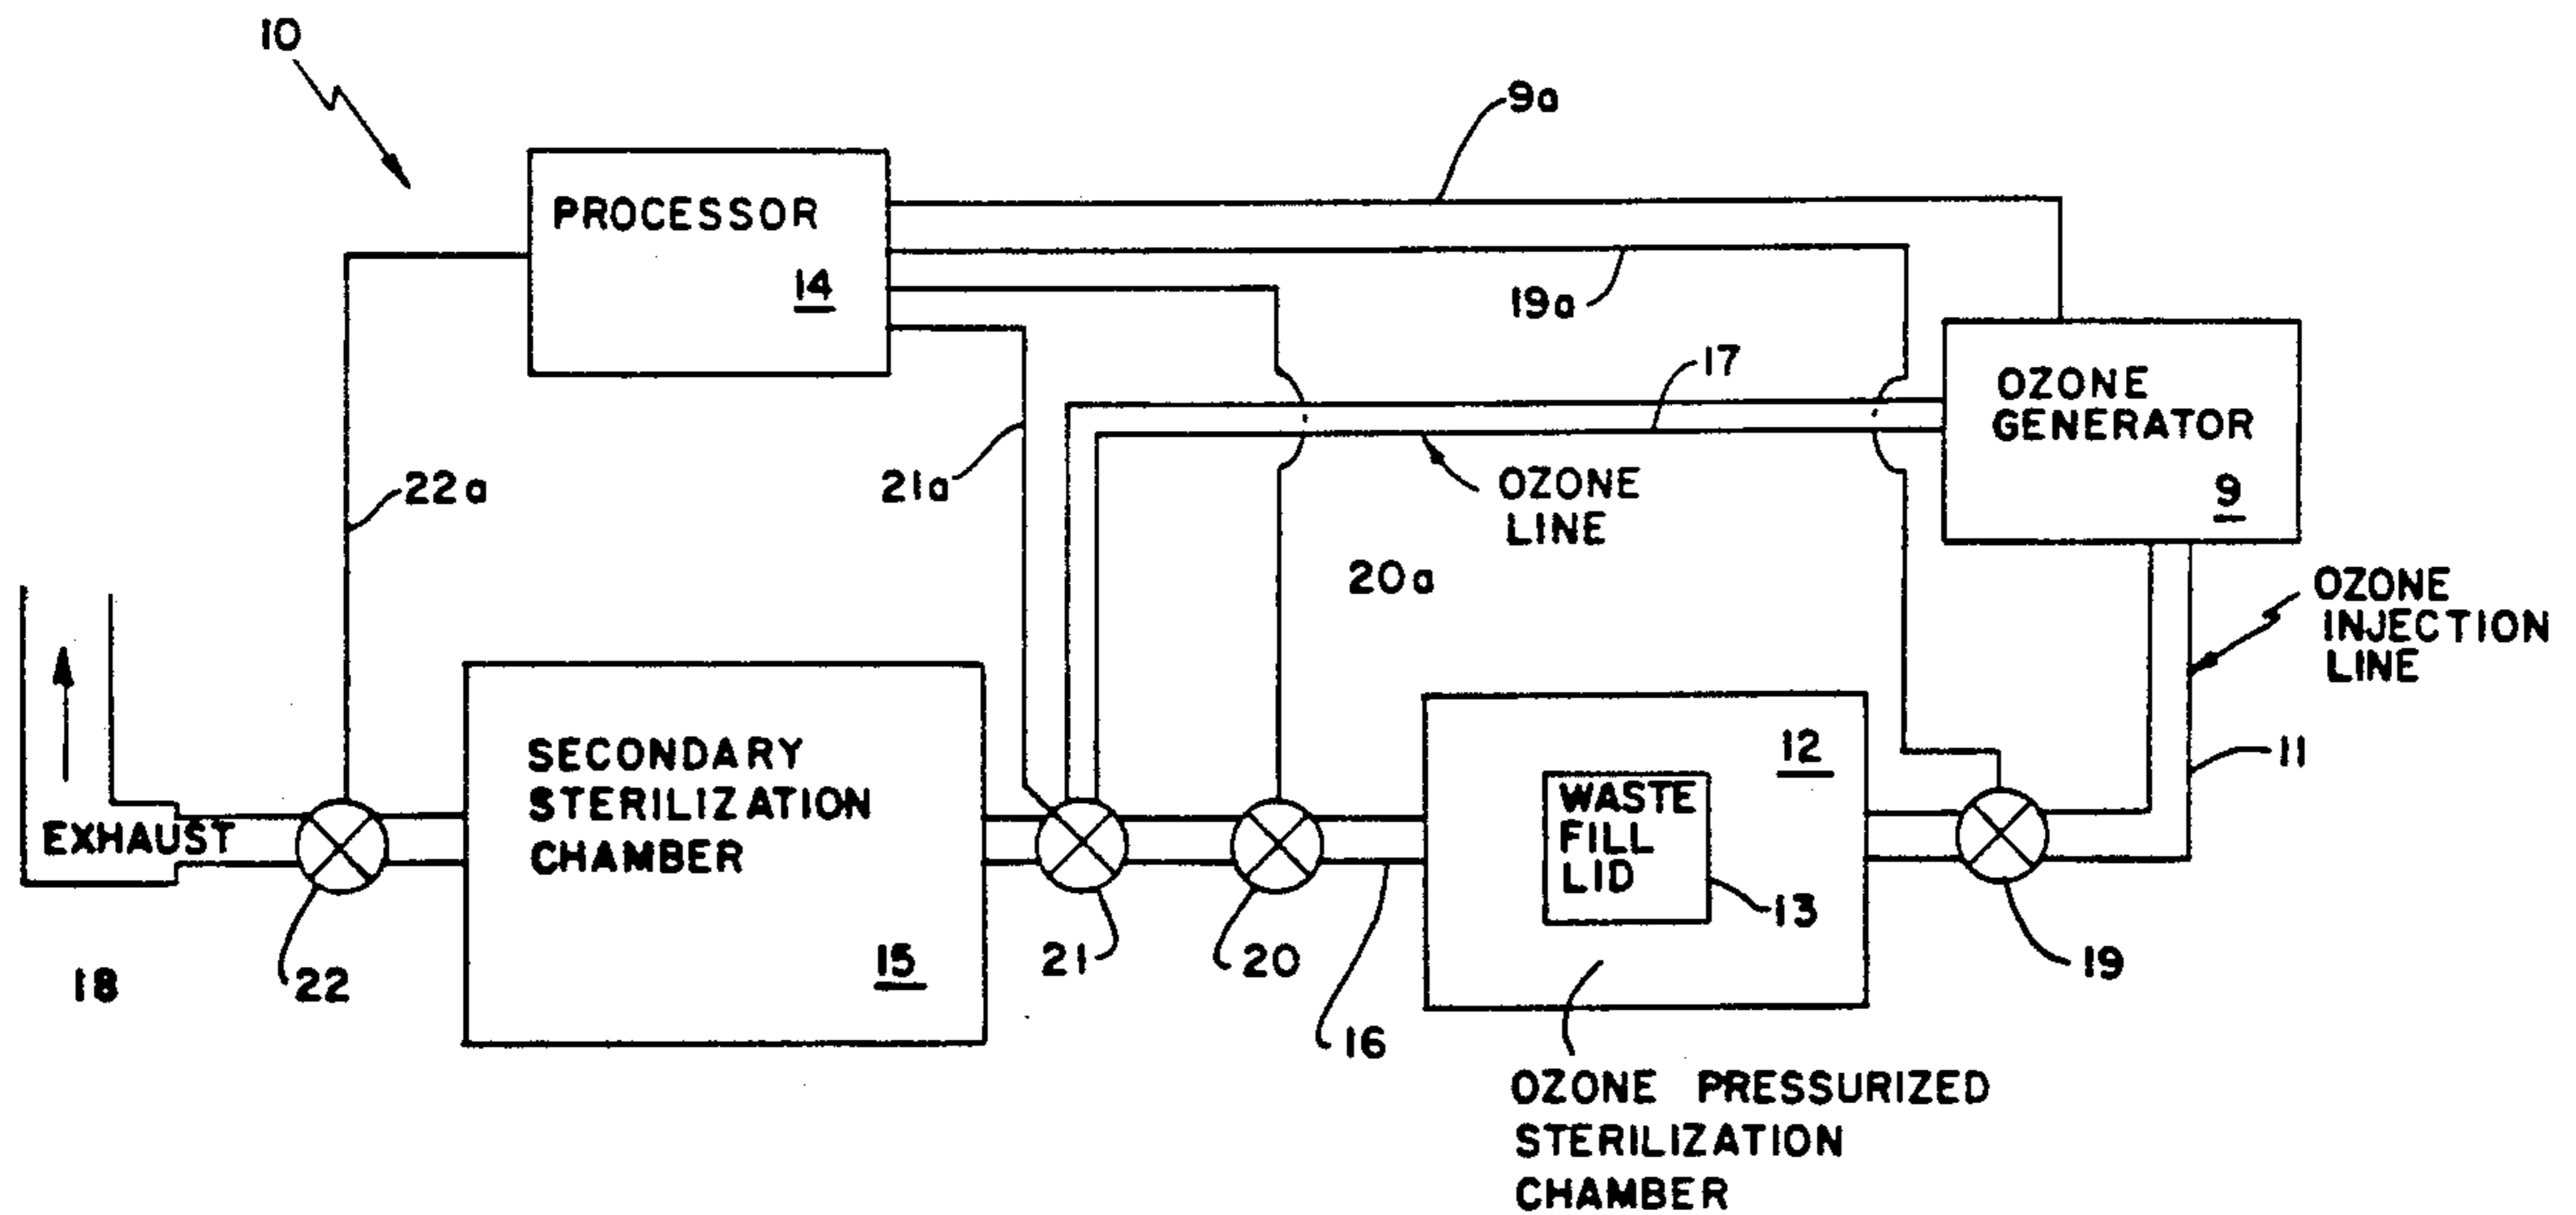 10
9a
PROCESSOR
14
19a
17
OZONE
GENERATOR
9
22a
21a
OZONE
LINE
20a
OZONE
INJECTION
LINE
11
SECONDARY
STERILIZATION
CHAMBER
15
12
WASTE
FILL
LID
13
EXHAUST
18
22
21
20
19
16
OZONE PRESSURIZED
STERILIZATION
CHAMBER